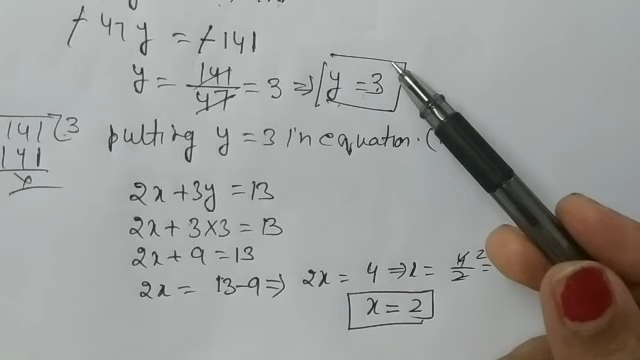 ⁄47y = ⁄141
y = 141/47 = 3 ⇒ y = 3
141 3
putting y = 3 in equation. (
141
x
2x + 3y = 13
2x + 3×3 = 13
2x + 9 = 13
2x = 13-9 ⇒ 2x = 4 ⇒ x = 4/2 2 =
x = 2